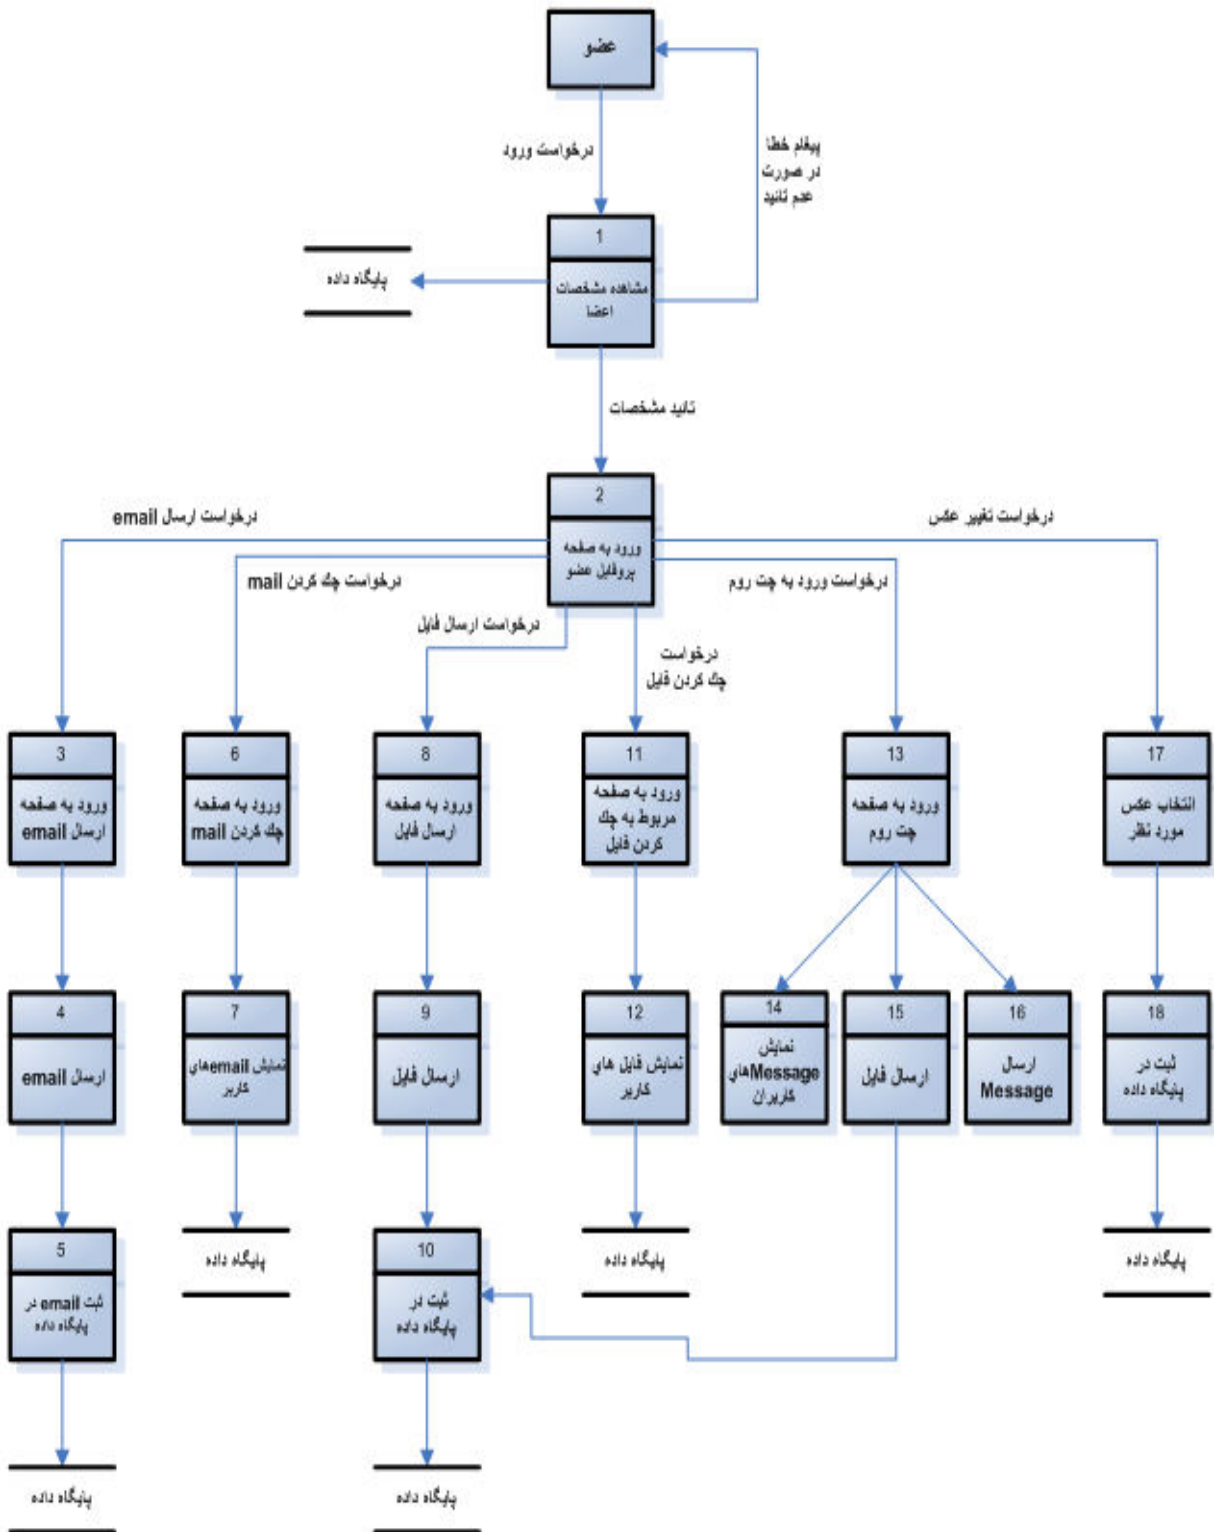 عضو
درخواست ورود
پیغام خطا
در صورت
عدم تائید
1
مشاهده مشخصات
اعضا
پایگاه داده
تائید مشخصات
2
ورود به صفحه
پروفایل عضو
درخواست تغییر عکس
درخواست ورود به چت روم
درخواست
چک کردن فایل
درخواست ارسال فایل
درخواست چک کردن mail
درخواست ارسال email
3
ورود به صفحه
ارسال email
6
ورود به صفحه
چک کردن mail
8
ورود به صفحه
ارسال فایل
11
ورود به صفحه
مربوط به چک
کردن فایل
13
ورود به صفحه
چت روم
17
انتخاب عکس
مورد نظر
4
ارسال email
7
نمایش emailهای
کاربر
9
ارسال فایل
12
نمایش فایل های
کاربر
14
نمایش
Messageهای
کاربران
15
ارسال فایل
16
ارسال
Message
18
ثبت در
پایگاه داده
5
ثبت email در
پایگاه داده
پایگاه داده
10
ثبت در
پایگاه داده
پایگاه داده
پایگاه داده
پایگاه داده
پایگاه داده